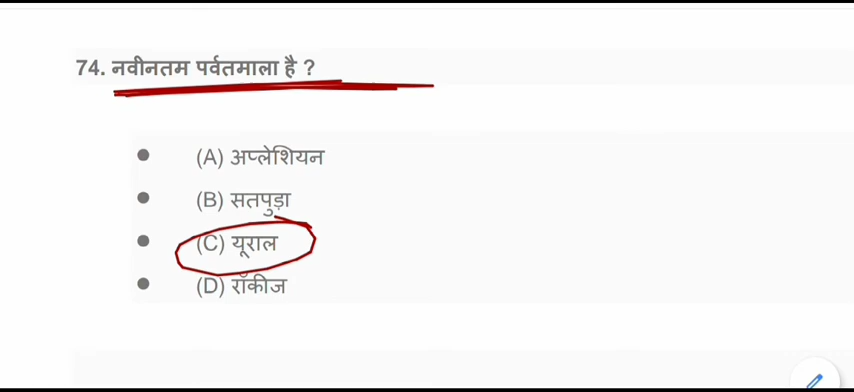 74. नवीनतम पर्वतमाला है ?
(A) अप्लेशियन
(B) सतपुड़ा
(C) यूराल
(D) रॉकीज